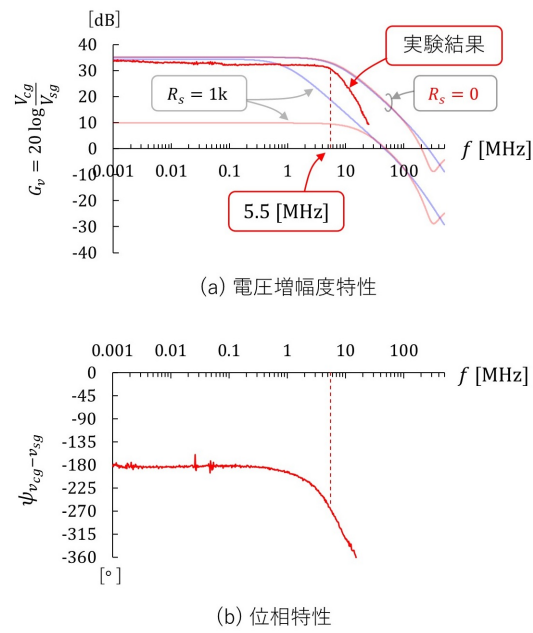 [dB]
40
30
20
10
0
-10
-20
-30
-40
G_v = 20 log V_cg/V_sg
実験結果
R_s = 1k
R_s = 0
0.001 0.01 0.1 1 10 100
f [MHz]
5.5 [MHz]
(a) 電圧増幅度特性
0.001 0.01 0.1 1 10 100
f [MHz]
0
-45
-90
-135
-180
-225
-270
-315
-360
[°]
ψ_{v_cg−v_sg}
(b) 位相特性